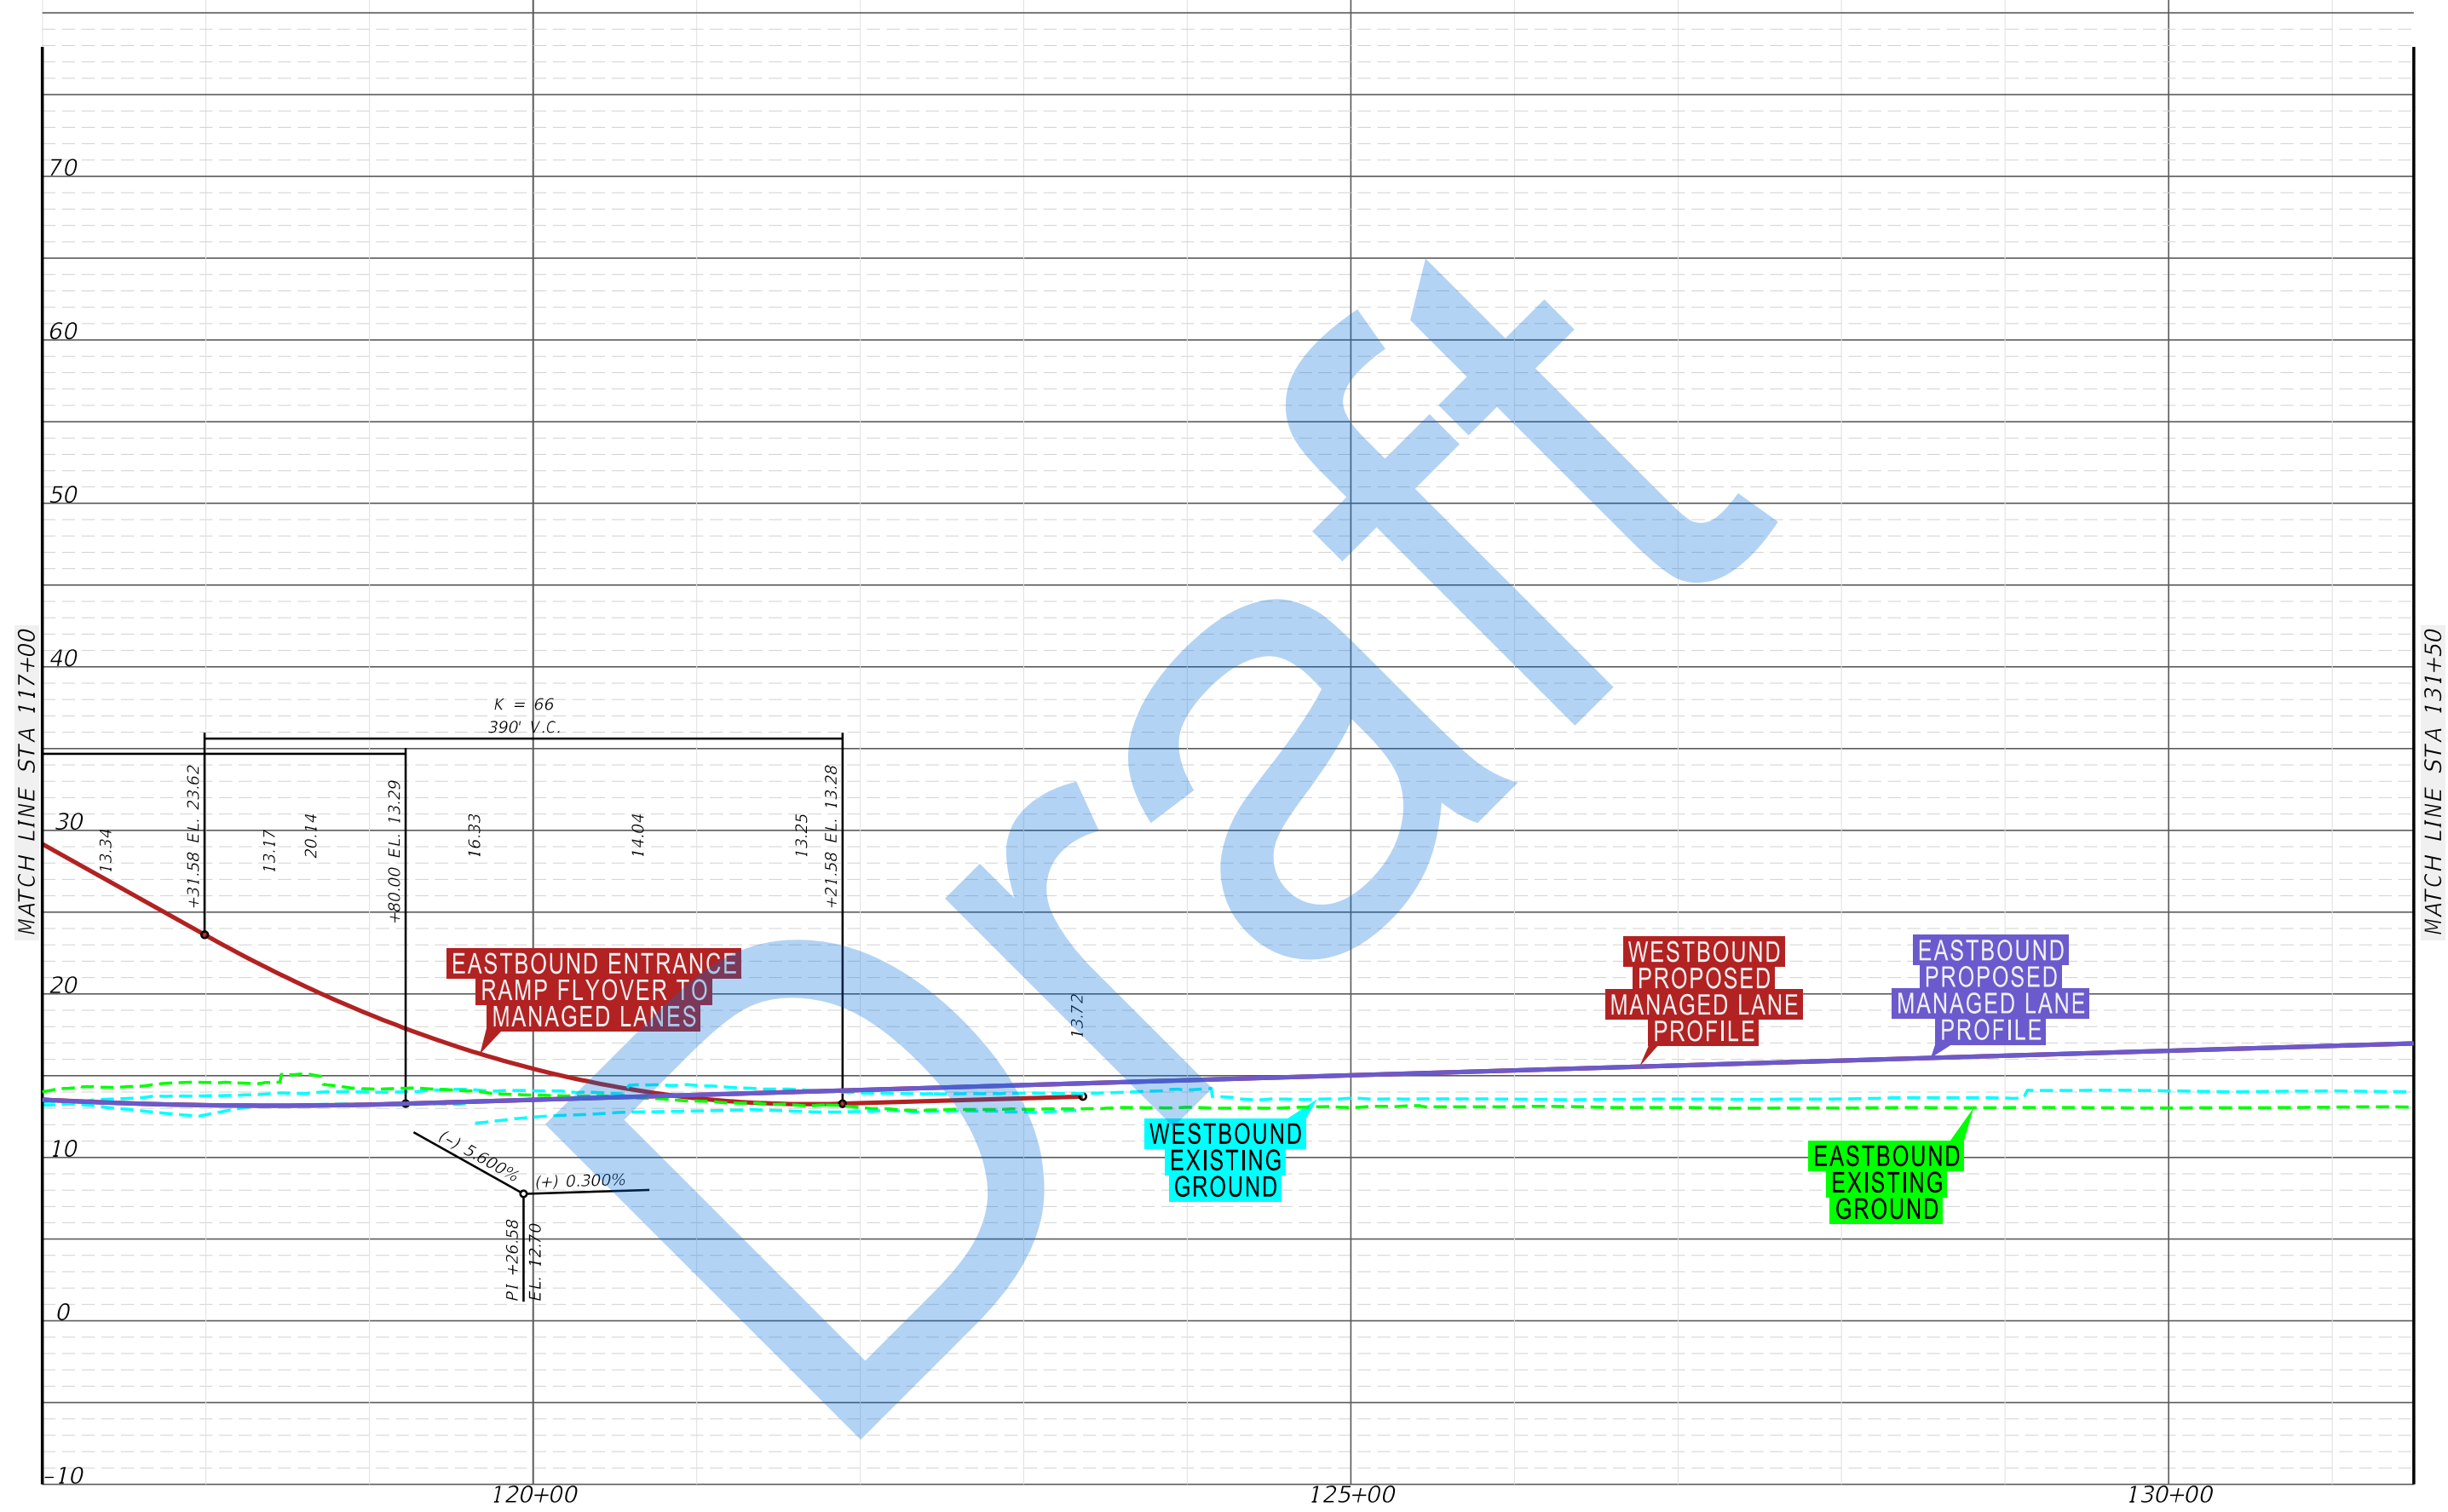 70
60
50
40
30
20
10
0
-10
MATCH LINE STA 117+00
MATCH LINE STA 131+50
K = 66
390' V.C.
13.34
+31.58 EL. 23.62
13.17
20.14
+80.00 EL. 13.29
16.33
14.04
13.25
+21.58 EL. 13.28
13.72
EASTBOUND ENTRANCE
RAMP FLYOVER TO
MANAGED LANES
WESTBOUND
PROPOSED
MANAGED LANE
PROFILE
EASTBOUND
PROPOSED
MANAGED LANE
PROFILE
(-) 5.600%
(+) 0.300%
PI +26.58
EL. 12.70
WESTBOUND
EXISTING
GROUND
EASTBOUND
EXISTING
GROUND
Draft
120+00
125+00
130+00